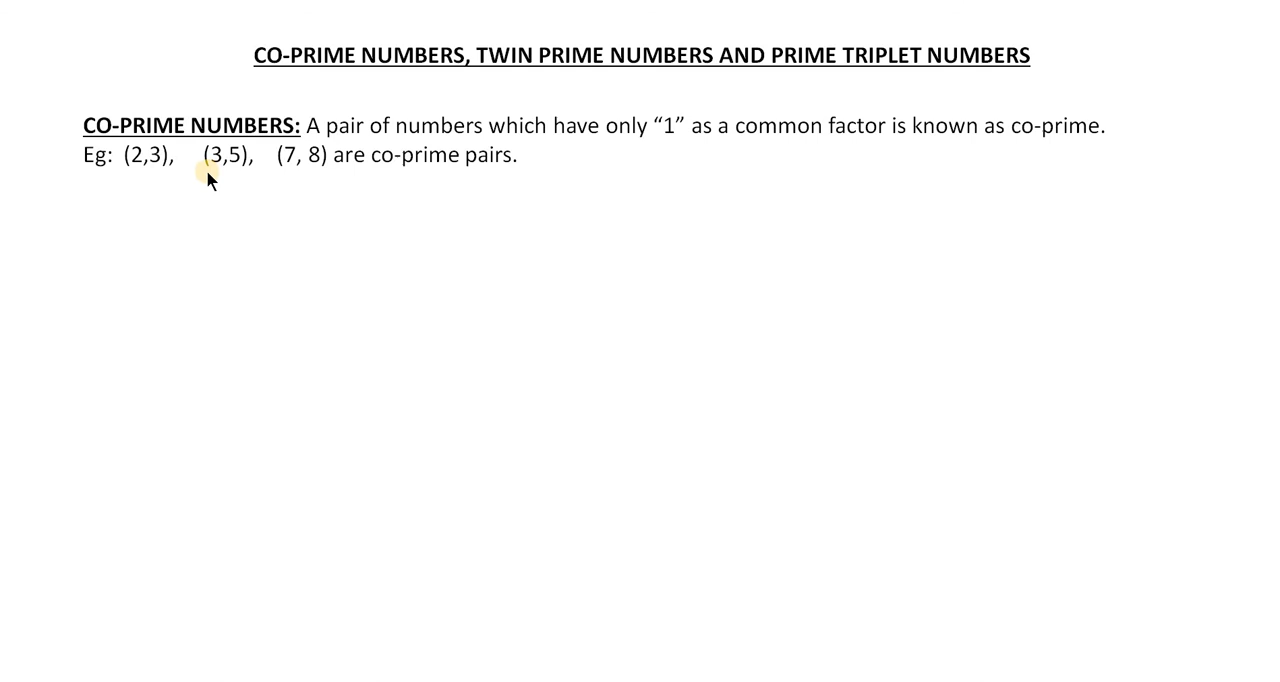 CO-PRIME NUMBERS, TWIN PRIME NUMBERS AND PRIME TRIPLET NUMBERS
CO-PRIME NUMBERS: A pair of numbers which have only “1” as a common factor is known as co-prime.
Eg: (2,3), (3,5), (7, 8) are co-prime pairs.